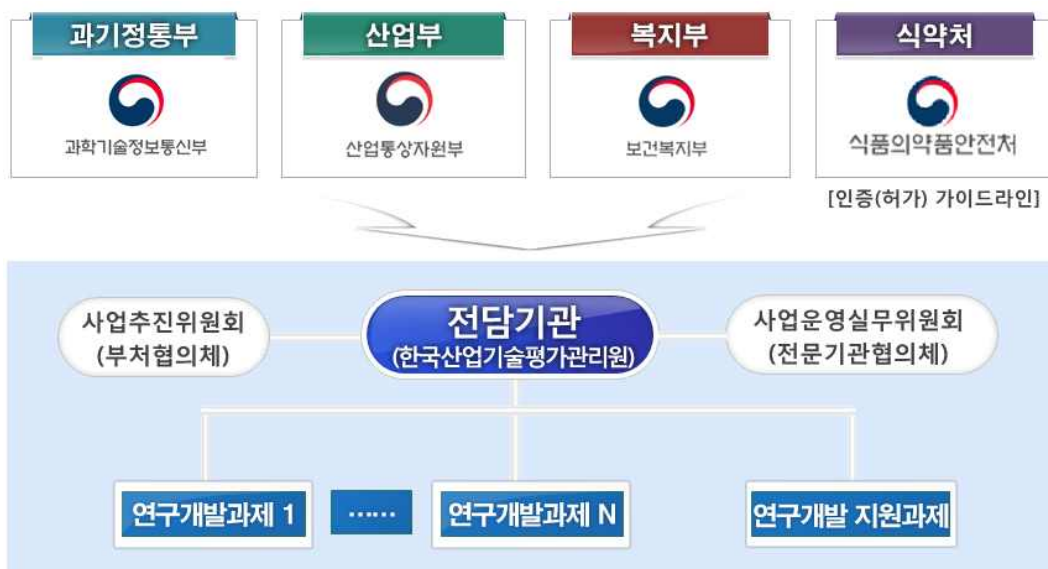 과기정통부
과학기술정보통신부
산업부
산업통상자원부
복지부
보건복지부
식약처
식품의약품안전처
[인증(허가) 가이드라인]
사업추진위원회
(부처협의체)
전담기관
(한국산업기술평가관리원)
사업운영실무위원회
(전문기관협의체)
연구개발과제 1
······
연구개발과제 N
연구개발 지원과제